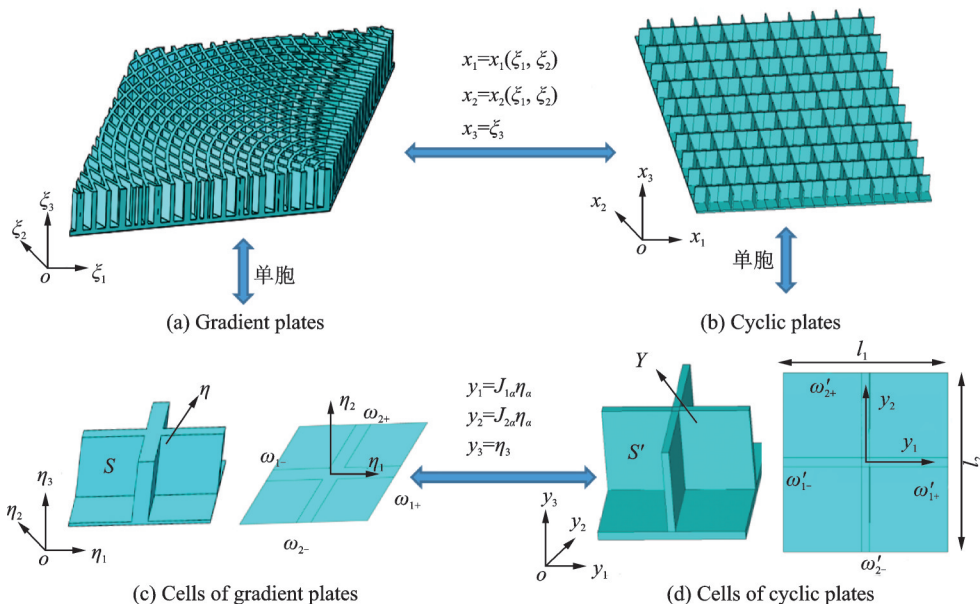 x₁=x₁(ξ₁, ξ₂)
x₂=x₂(ξ₁, ξ₂)
x₃=ξ₃
ξ₃
ξ₂
o
ξ₁
x₃
x₂
o
x₁
单胞
单胞
(a) Gradient plates
(b) Cyclic plates
S
η
η₃
η₂
o
η₁
η₂
ω₂₊
ω₁₋
η₁
ω₁₊
ω₂₋
y₁=J₁αηα
y₂=J₂αηα
y₃=η₃
Y
S′
y₃
y₂
o
y₁
l₁
ω′₂₊
y₂
y₁
l₂
ω′₁₋
ω′₁₊
ω′₂₋
(c) Cells of gradient plates
(d) Cells of cyclic plates